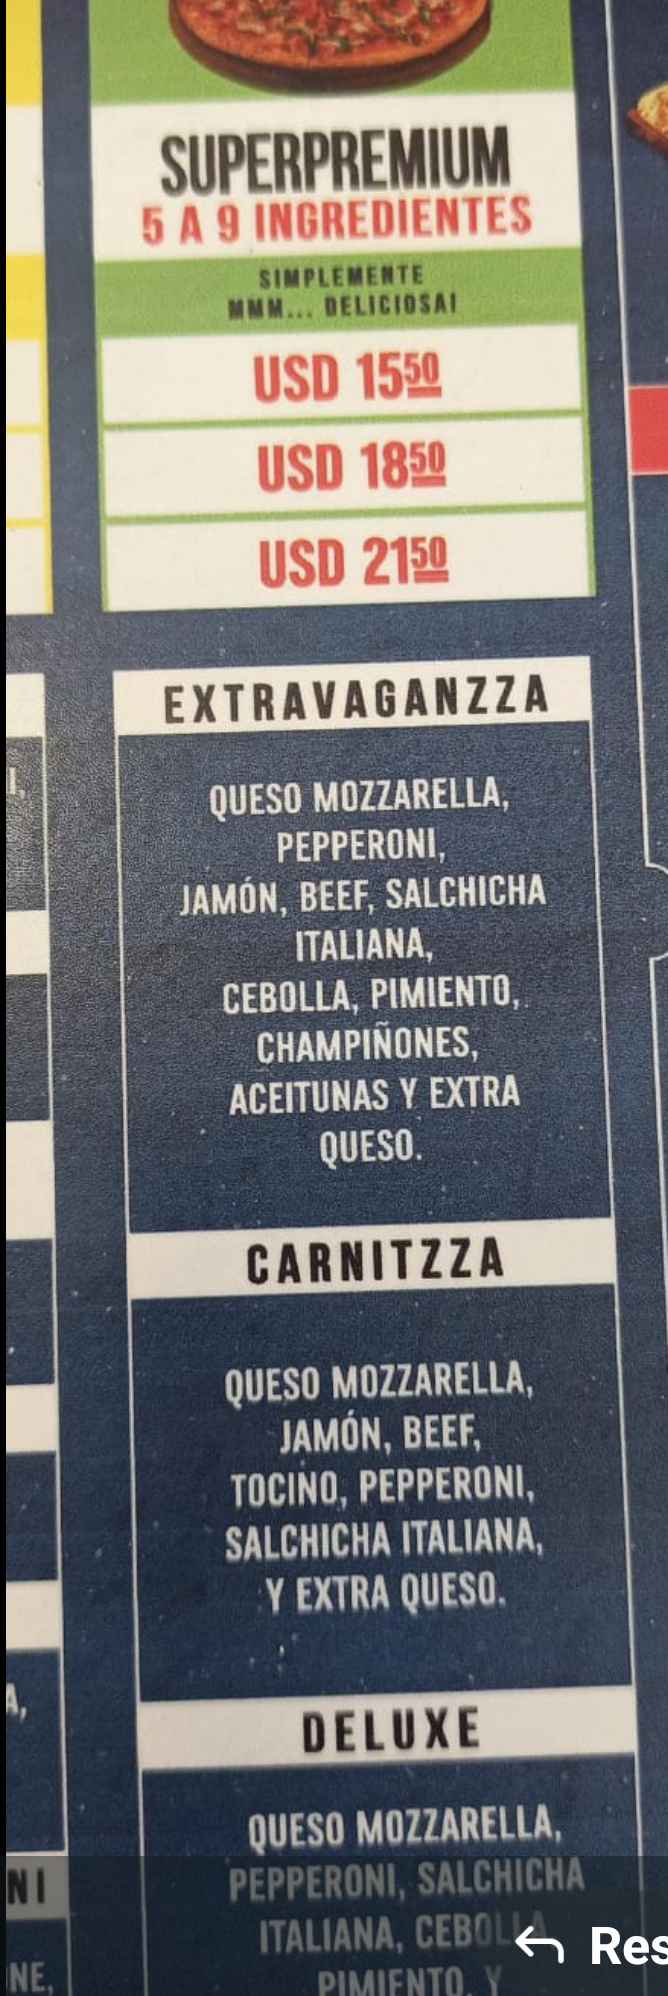 SUPERPREMIUM
5 A 9 INGREDIENTES
SIMPLEMENTE
MMM... DELICIOSA!
USD 1550
USD 1850
USD 2150
EXTRAVAGANZZA
QUESO MOZZARELLA,
PEPPERONI,
JAMÓN, BEEF, SALCHICHA
ITALIANA,
CEBOLLA, PIMIENTO,
CHAMPIÑONES,
ACEITUNAS Y EXTRA
QUESO.
CARNITZZA
QUESO MOZZARELLA,
JAMÓN, BEEF,
TOCINO, PEPPERONI,
SALCHICHA ITALIANA,
Y EXTRA QUESO.
DELUXE
QUESO MOZZARELLA,
PEPPERONI, SALCHICHA
ITALIANA, CEBOLLA
PIMIENTO, Y